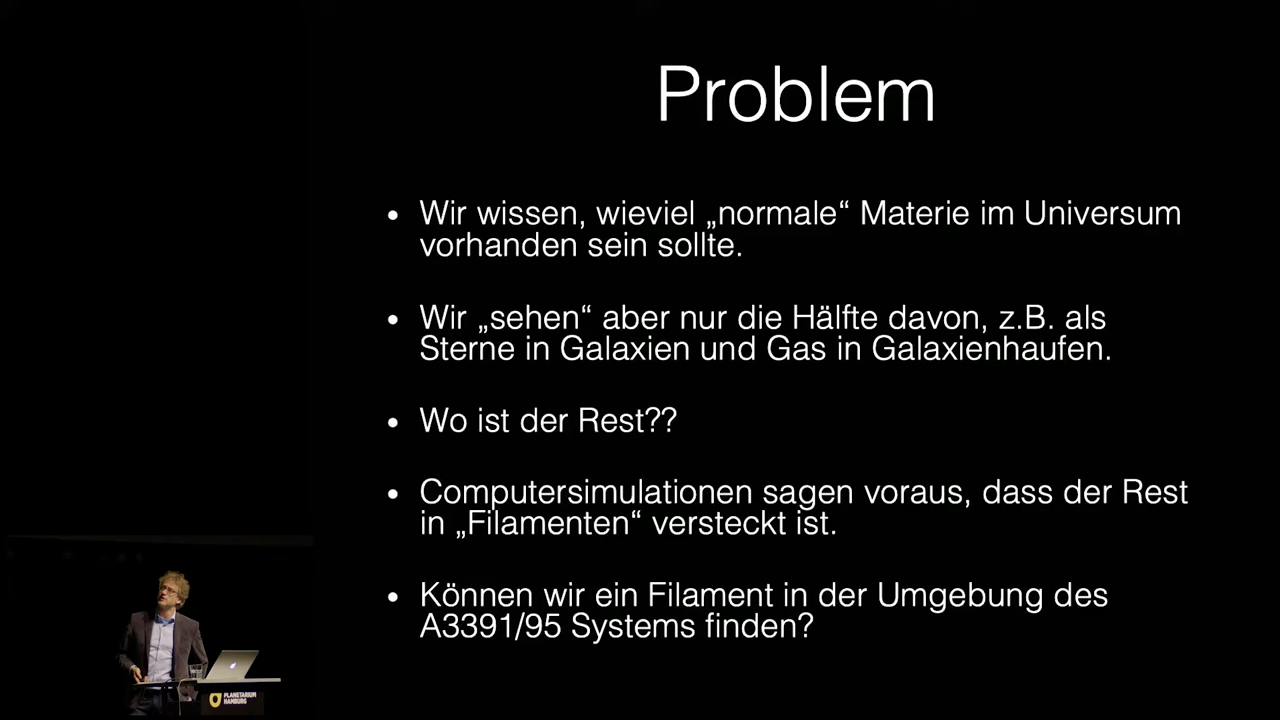 Problem
• Wir wissen, wieviel „normale“ Materie im Universum
vorhanden sein sollte.
• Wir „sehen“ aber nur die Hälfte davon, z.B. als
Sterne in Galaxien und Gas in Galaxienhaufen.
• Wo ist der Rest??
• Computersimulationen sagen voraus, dass der Rest
in „Filamenten“ versteckt ist.
• Können wir ein Filament in der Umgebung des
A3391/95 Systems finden?
PLANETARIUM
HAMBURG